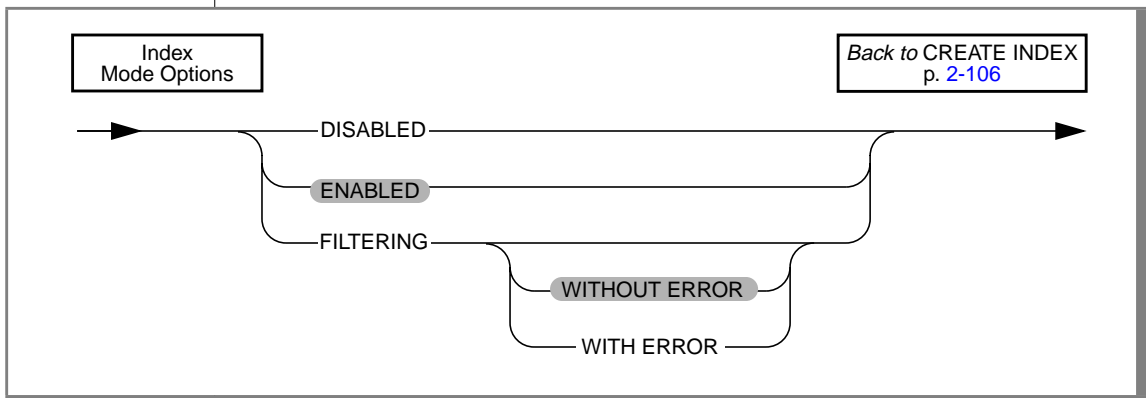 Index
Mode Options
Back to CREATE INDEX
p. 2-106
DISABLED
ENABLED
FILTERING
WITHOUT ERROR
WITH ERROR